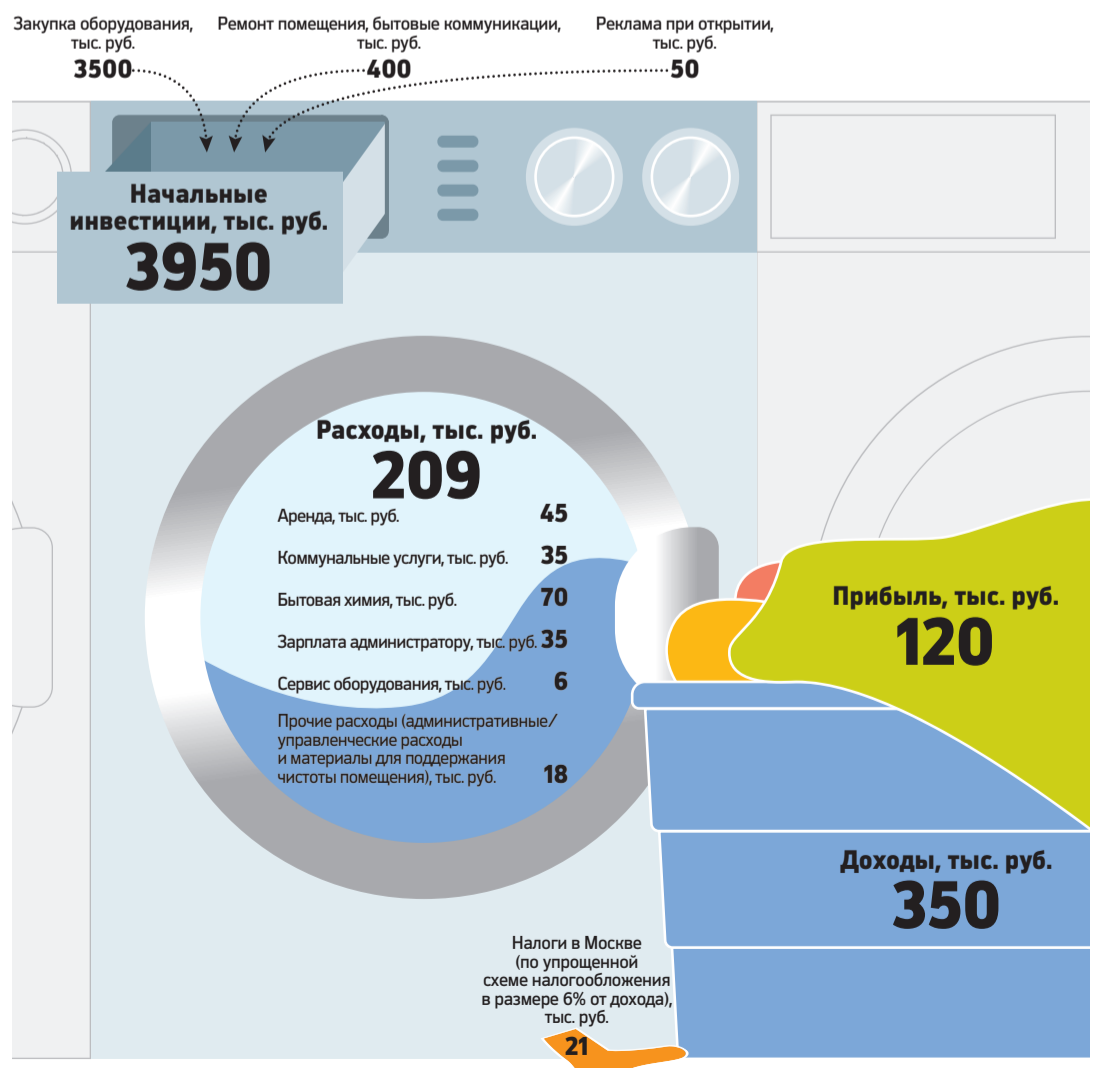 Закупка оборудования,
тыс. руб.
3500
Ремонт помещения, бытовые коммуникации,
тыс. руб.
400
Реклама при открытии,
тыс. руб.
50
Начальные
инвестиции, тыс. руб.
3950
Расходы, тыс. руб.
209
Аренда, тыс. руб. 45
Коммунальные услуги, тыс. руб. 35
Бытовая химия, тыс. руб. 70
Зарплата администратору, тыс. руб. 35
Сервис оборудования, тыс. руб. 6
Прочие расходы (административные/
управленческие расходы
и материалы для поддержания
чистоты помещения), тыс. руб. 18
Прибыль, тыс. руб.
120
Доходы, тыс. руб.
350
Налоги в Москве
(по упрощенной
схеме налогообложения
в размере 6% от дохода),
тыс. руб.
21